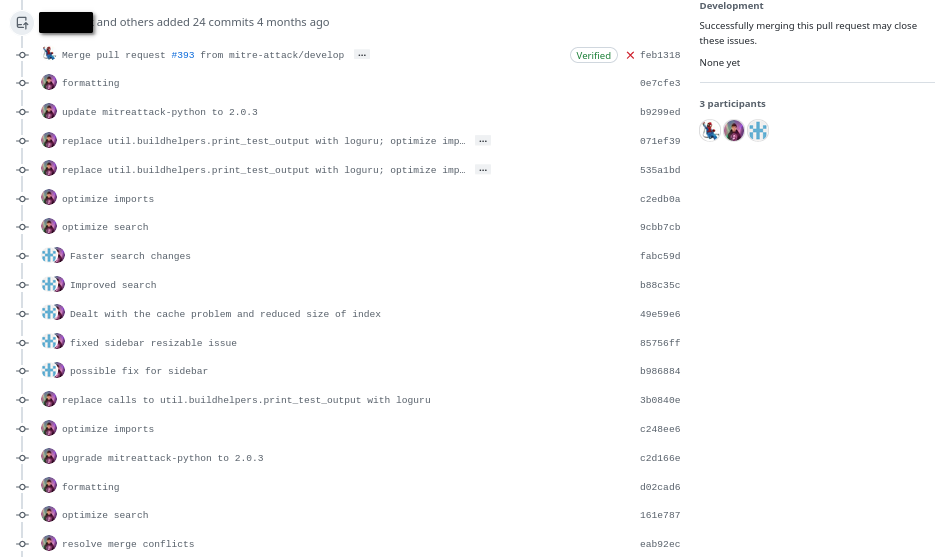 and others added 24 commits 4 months ago
Merge pull request #393 from mitre-attack/develop ...
Verified feb1318
formatting 0e7cfe3
update mitreattack-python to 2.0.3 b9299ed
replace util.buildhelpers.print_test_output with loguru; optimize imp… ... 071ef39
replace util.buildhelpers.print_test_output with loguru; optimize imp… ... 535a1bd
optimize imports c2edb0a
optimize search 9cbb7cb
Faster search changes fabc59d
Improved search b88c35c
Dealt with the cache problem and reduced size of index 49e59e6
fixed sidebar resizable issue 85756ff
possible fix for sidebar b986884
replace calls to util.buildhelpers.print_test_output with loguru 3b0840e
optimize imports c248ee6
upgrade mitreattack-python to 2.0.3 c2d166e
formatting d02cad6
optimize search 161e787
resolve merge conflicts eab92ec
Development
Successfully merging this pull request may close
these issues.
None yet
3 participants